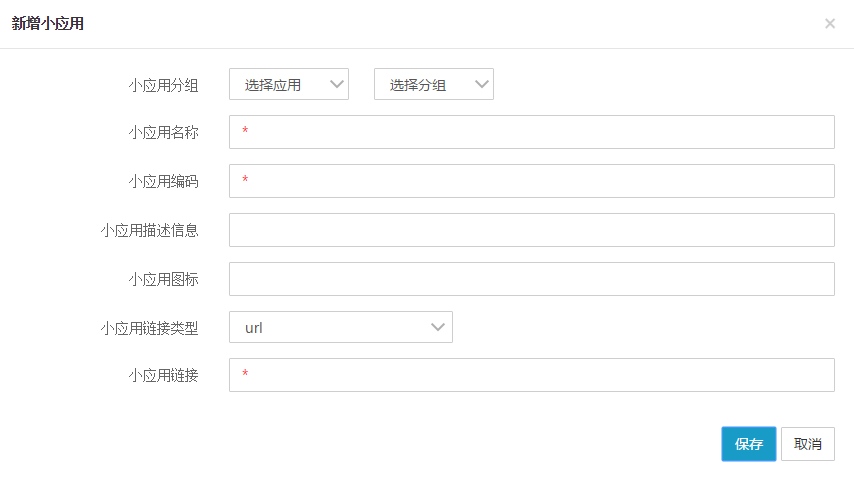 新增小应用 ×
小应用分组 选择应用 选择分组
小应用名称 *
小应用编码 *
小应用描述信息
小应用图标
小应用链接类型 url
小应用链接 *
保存 取消